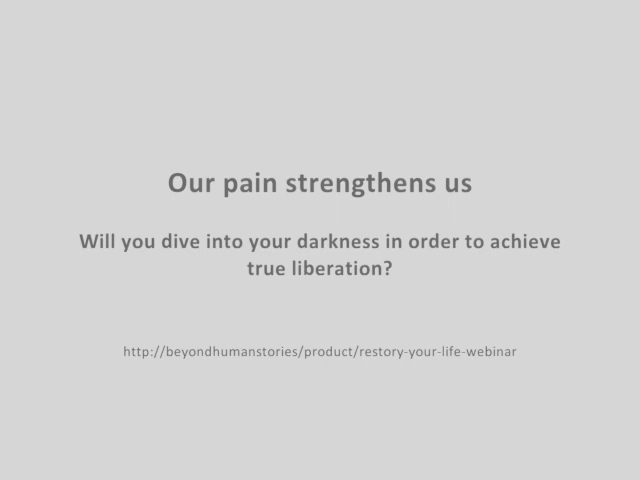 Our pain strengthens us
Will you dive into your darkness in order to achieve
true liberation?
http://beyondhumanstories/product/restory-your-life-webinar